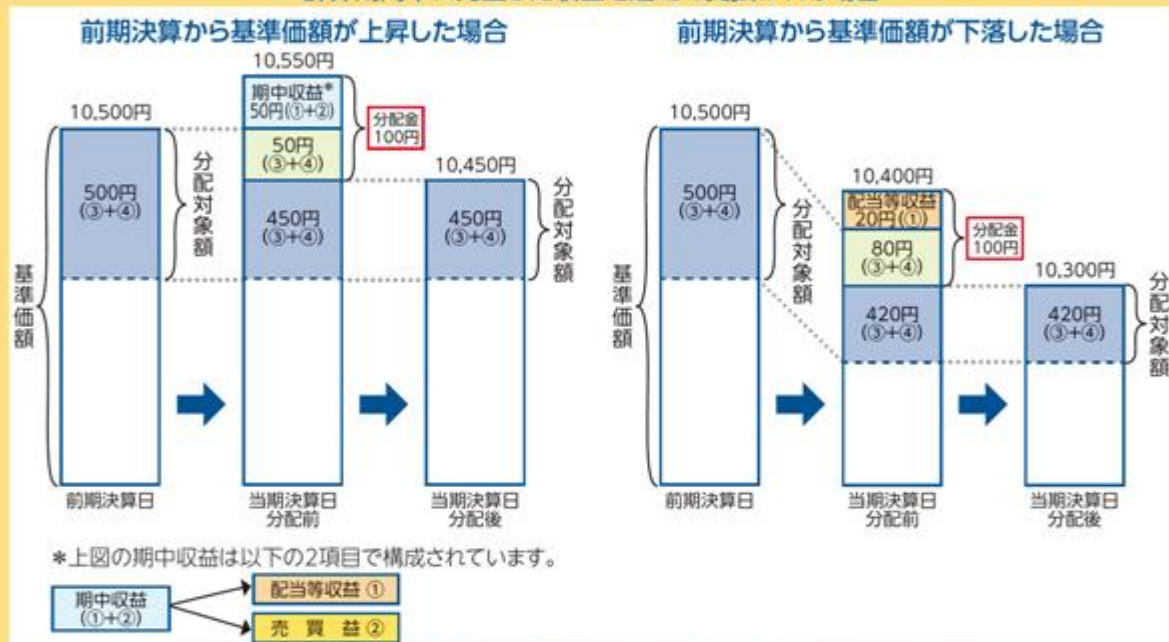 前期決算から基準価額が上昇した場合
10,500円
500円
(③+④)
分配対象額
基準価額
10,550円
期中収益*
50円(①+②)
50円
(③+④)
450円
(③+④)
分配金
100円
10,450円
450円
(③+④)
分配対象額
前期決算日
当期決算日
分配前
当期決算日
分配後
前期決算から基準価額が下落した場合
10,500円
500円
(③+④)
分配対象額
基準価額
10,400円
配当等収益
20円(①)
80円
(③+④)
420円
(③+④)
分配金
100円
10,300円
420円
(③+④)
分配対象額
前期決算日
当期決算日
分配前
当期決算日
分配後
*上図の期中収益は以下の2項目で構成されています。
期中収益
(①+②)
配当等収益 ①
売 買 益 ②